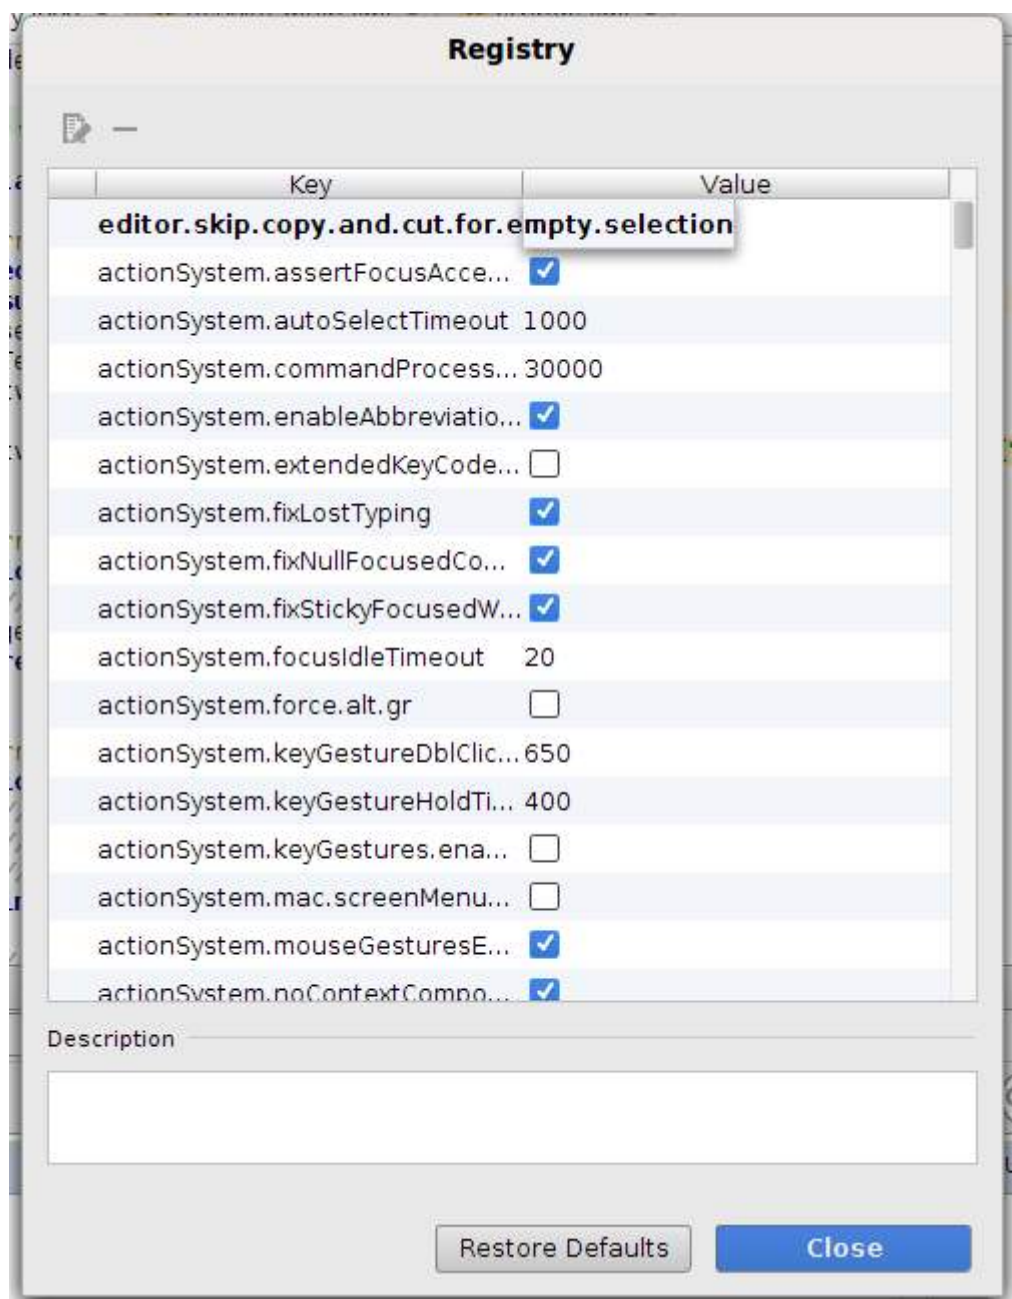 Registry
Key Value
editor.skip.copy.and.cut.for.empty.selection
actionSystem.assertFocusAcce...
actionSystem.autoSelectTimeout 1000
actionSystem.commandProcess... 30000
actionSystem.enableAbbreviatio...
actionSystem.extendedKeyCode...
actionSystem.fixLostTyping
actionSystem.fixNullFocusedCo...
actionSystem.fixStickyFocusedW...
actionSystem.focusIdleTimeout 20
actionSystem.force.alt.gr
actionSystem.keyGestureDblClic... 650
actionSystem.keyGestureHoldTi... 400
actionSystem.keyGestures.ena...
actionSystem.mac.screenMenu...
actionSystem.mouseGesturesE...
actionSystem.noContextCompo...
Description
Restore Defaults Close